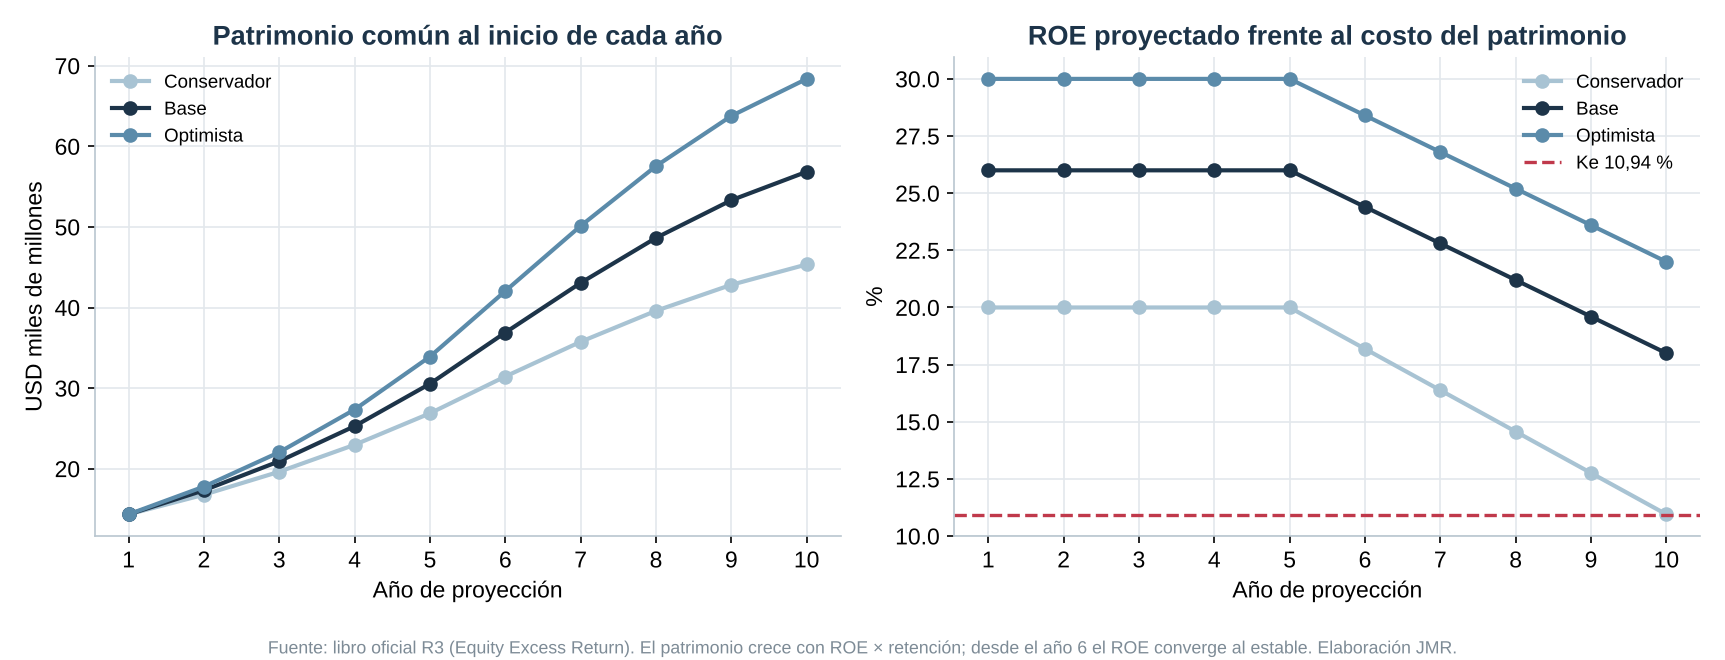 Patrimonio común al inicio de cada año
70
60
50
40
30
20
USD miles de millones
Conservador
Base
Optimista
1 2 3 4 5 6 7 8 9 10
Año de proyección
ROE proyectado frente al costo del patrimonio
30.0
27.5
25.0
22.5
20.0
17.5
15.0
12.5
10.0
%
Conservador
Base
Optimista
Ke 10,94 %
1 2 3 4 5 6 7 8 9 10
Año de proyección
Fuente: libro oficial R3 (Equity Excess Return). El patrimonio crece con ROE × retención; desde el año 6 el ROE converge al estable. Elaboración JMR.